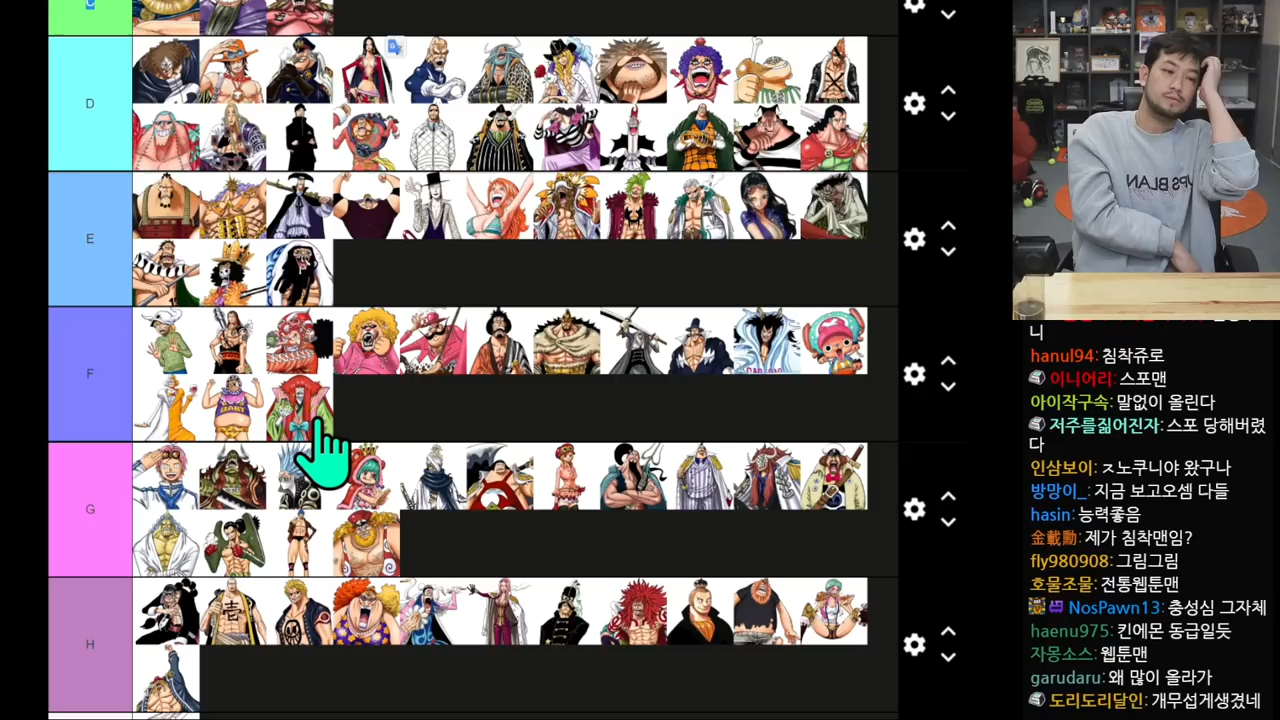 C
D
E
F
G
H
BABY
壱
니
hanul94: 침착쥬로
이니어리: 스포맨
아이작구속: 말없이 올린다
저주를짊어진자: 스포 당해버렸
다
인삼보이: ㅈ노쿠니야 왔구나
방망이_: 지금 보고오셈 다들
hasin: 능력좋음
金載勳: 제가 침착맨임?
fly980908: 그림그림
호물조물: 전통웹툰맨
NosPawn13: 충성심 그자체
haenu975: 킨에몬 동급일듯
자몽소스: 웹툰맨
garudaru: 왜 많이 올라가
도리도리달인: 개무섭게생겼네